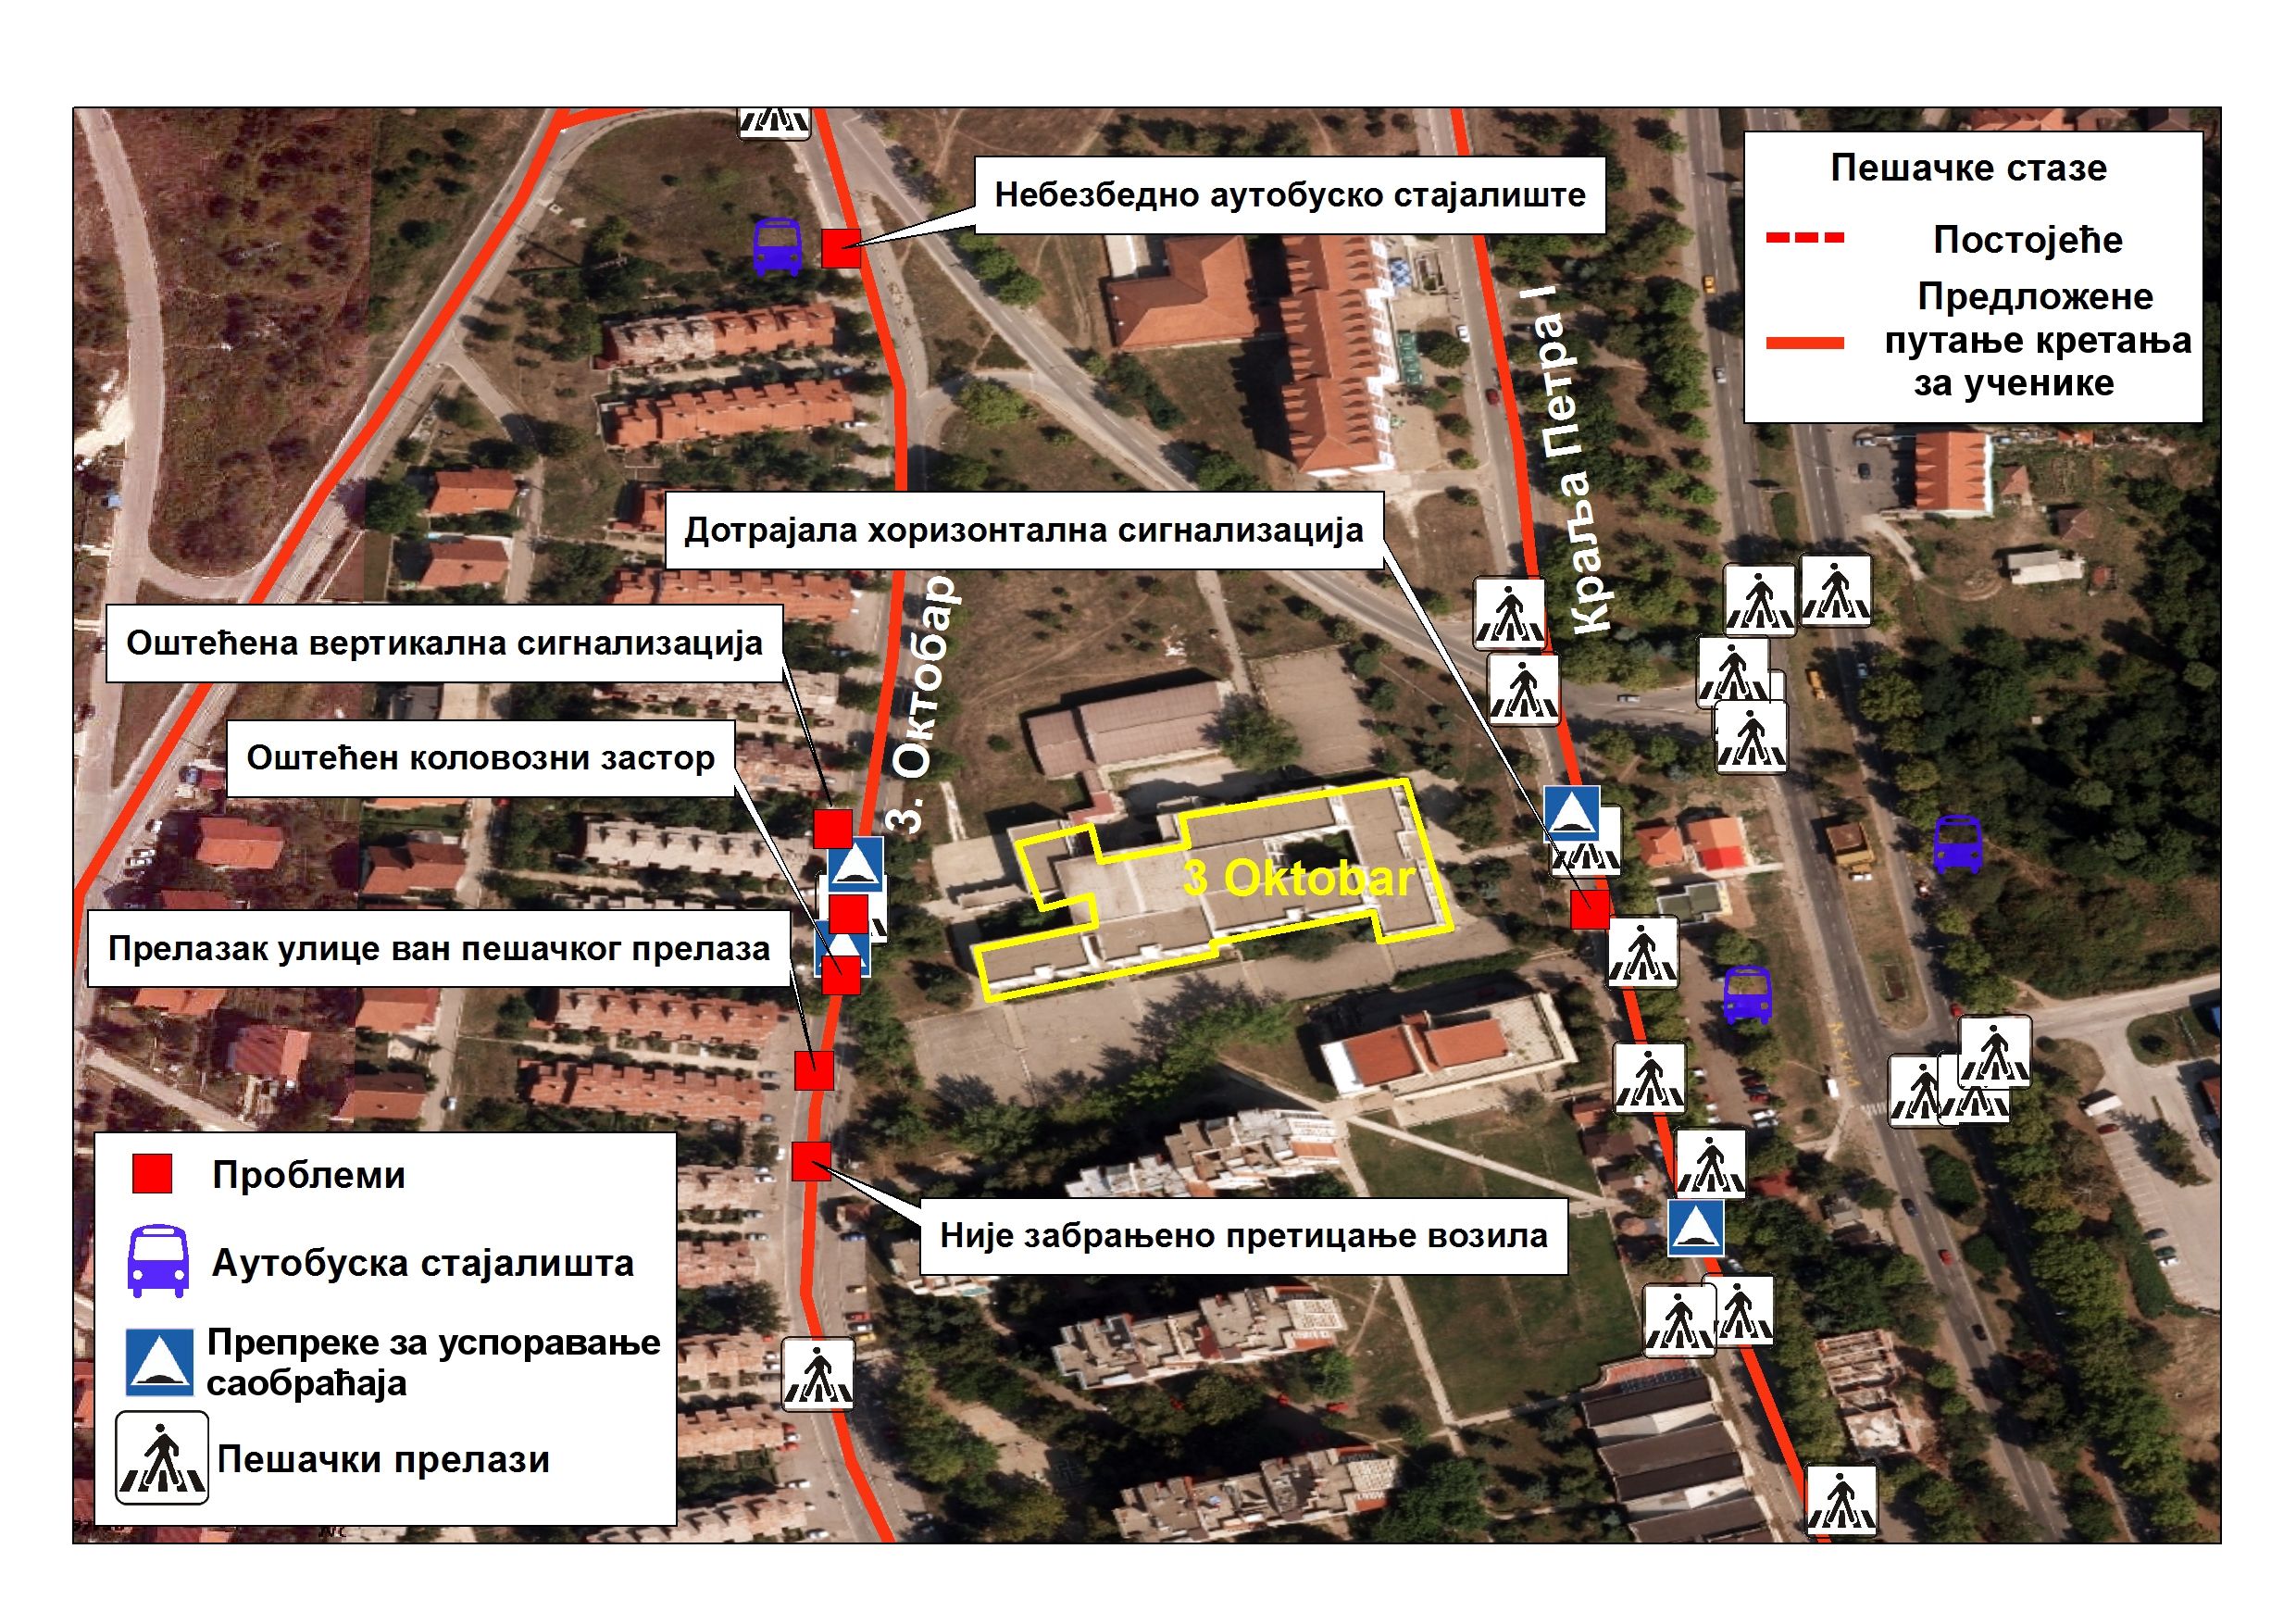 Небезбедно аутобуско стајалиште
Пешачке стазе
Постојеће
Предложене
путање кретања
за ученике
Краља Петра I
Дотрајала хоризонтална сигнализација
Оштећена вертикална сигнализација
3. Октобар
Оштећен коловозни застор
3 Oktobar
Прелазак улице ван пешачког прелаза
Није забрањено претицање возила
Проблеми
Аутобуска стајалишта
Препреке за успоравање
саобраћаја
Пешачки прелази